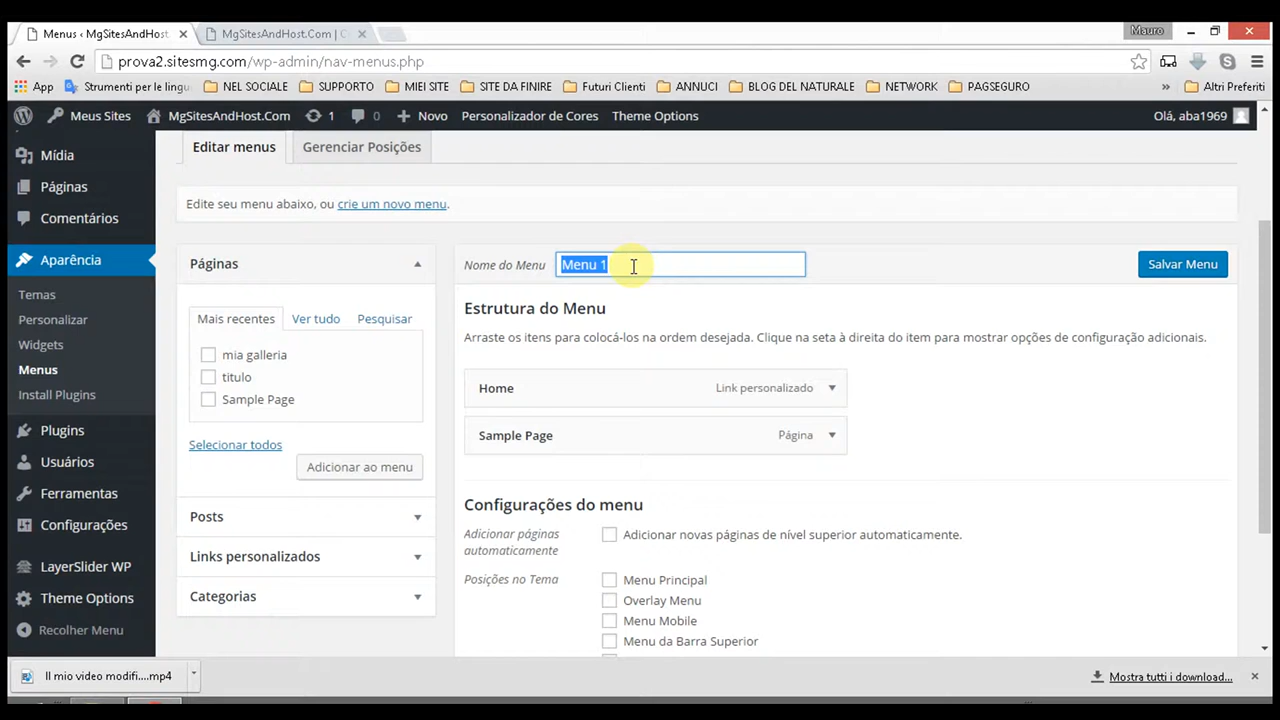 Menus ‹ MgSitesAndHost
MgSitesAndHost.Com | C
Mauro
prova2.sitesmg.com/wp-admin/nav-menus.php
App Strumenti per le lingu NEL SOCIALE SUPPORTO MIEI SITE SITE DA FINIRE Futuri Clienti ANNUCI BLOG DEL NATURALE NETWORK PAGSEGURO » Altri Preferiti
Meus Sites MgSitesAndHost.Com 1 0 Novo Personalizador de Cores Theme Options Olá, aba1969
Mídia
Páginas
Comentários
Aparência
Temas
Personalizar
Widgets
Menus
Install Plugins
Plugins
Usuários
Ferramentas
Configurações
LayerSlider WP
Theme Options
Recolher Menu
Editar menus Gerenciar Posições
Edite seu menu abaixo, ou crie um novo menu.
Páginas
Mais recentes Ver tudo Pesquisar
mia galleria
titulo
Sample Page
Selecionar todos
Adicionar ao menu
Posts
Links personalizados
Categorias
Nome do Menu Menu 1 Salvar Menu
Estrutura do Menu
Arraste os itens para colocá-los na ordem desejada. Clique na seta à direita do item para mostrar opções de configuração adicionais.
Home Link personalizado
Sample Page Página
Configurações do menu
Adicionar páginas automaticamente
Adicionar novas páginas de nível superior automaticamente.
Posições no Tema
Menu Principal
Overlay Menu
Menu Mobile
Menu da Barra Superior
Il mio video modifi....mp4
Mostra tutti i download...